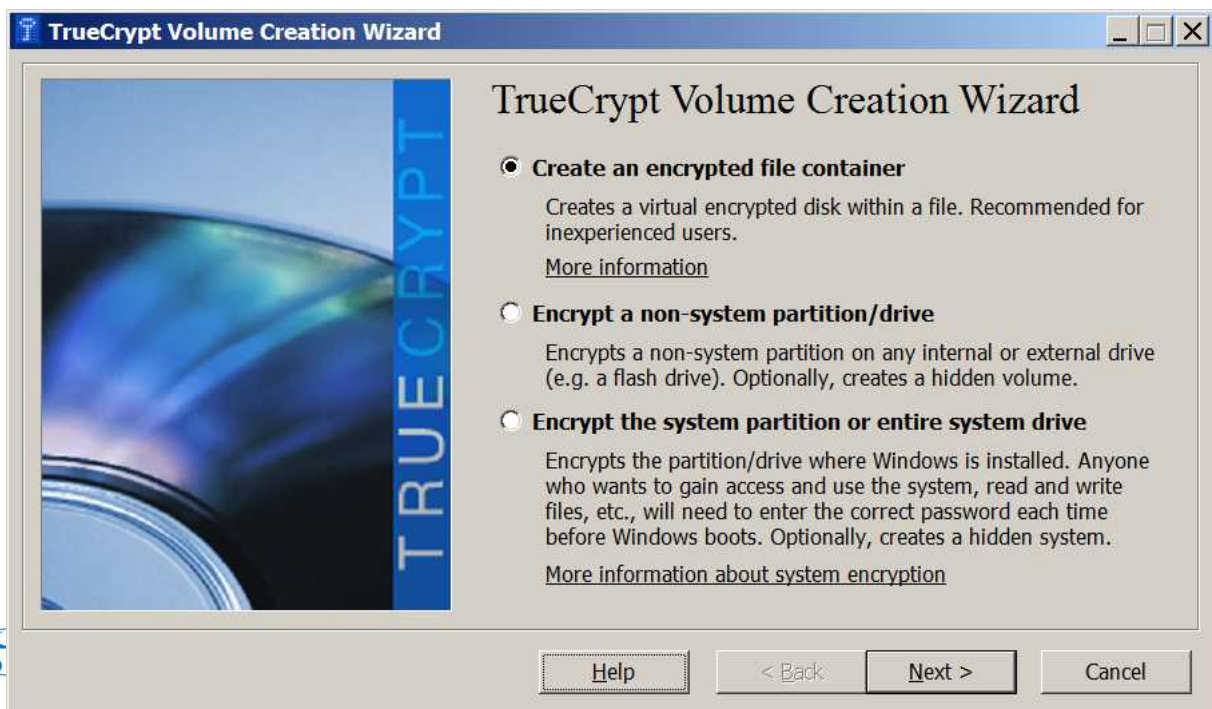 TrueCrypt Volume Creation Wizard
TRUECRYPT
TrueCrypt Volume Creation Wizard
Create an encrypted file container
Creates a virtual encrypted disk within a file. Recommended for
inexperienced users.
More information
Encrypt a non-system partition/drive
Encrypts a non-system partition on any internal or external drive
(e.g. a flash drive). Optionally, creates a hidden volume.
Encrypt the system partition or entire system drive
Encrypts the partition/drive where Windows is installed. Anyone
who wants to gain access and use the system, read and write
files, etc., will need to enter the correct password each time
before Windows boots. Optionally, creates a hidden system.
More information about system encryption
Help
< Back
Next >
Cancel